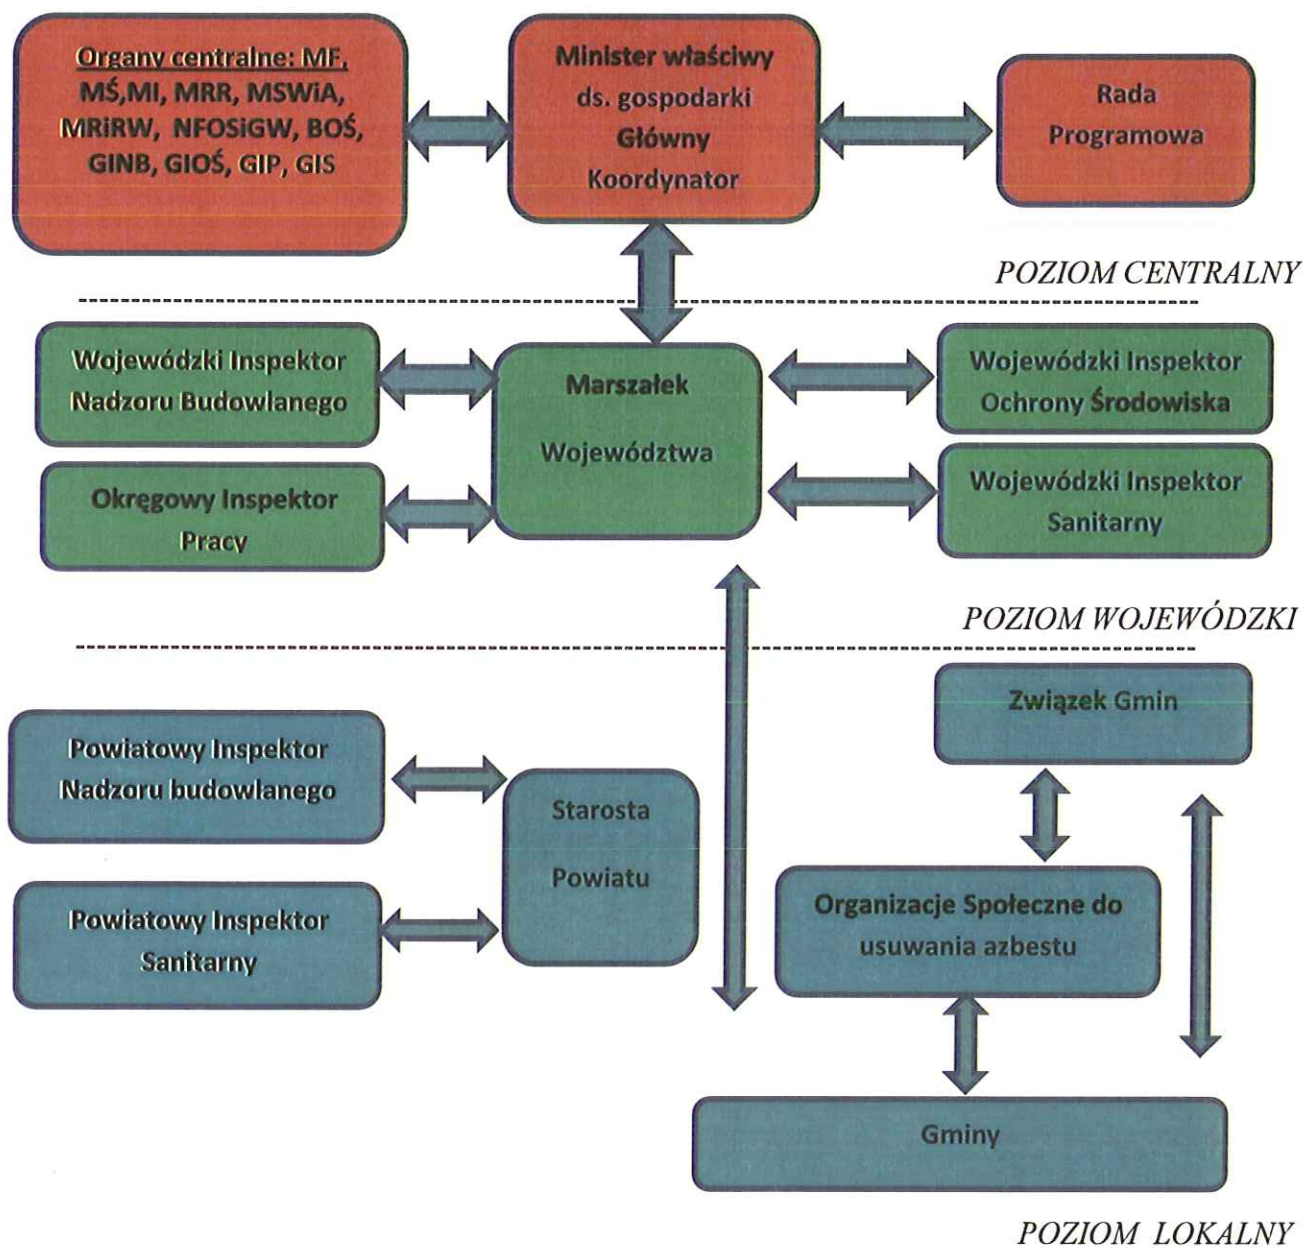 Organy centralne: MF,
MŚ,MI, MRR, MSWiA,
MRiRW, NFOSiGW, BOŚ,
GINB, GIOŚ, GIP, GIS
Minister właściwy
ds. gospodarki
Główny
Koordynator
Rada
Programowa
POZIOM CENTRALNY
Wojewódzki Inspektor
Nadzoru Budowlanego
Okręgowy Inspektor
Pracy
Marszałek
Województwa
Wojewódzki Inspektor
Ochrony Środowiska
Wojewódzki Inspektor
Sanitarny
POZIOM WOJEWÓDZKI
Powiatowy Inspektor
Nadzoru budowlanego
Powiatowy Inspektor
Sanitarny
Starosta
Powiatu
Związek Gmin
Organizacje Społeczne do
usuwania azbestu
Gminy
POZIOM LOKALNY